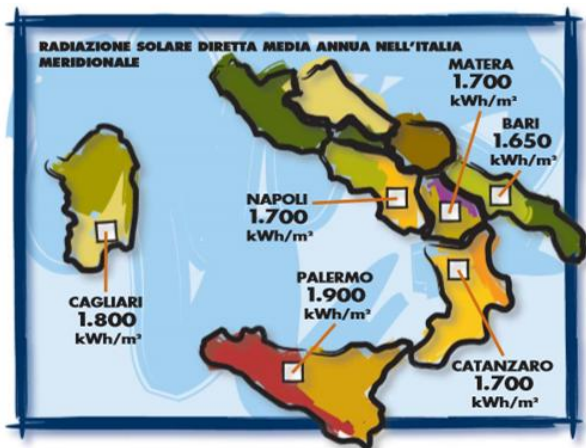 RADIAZIONE SOLARE DIRETTA MEDIA ANNUA NELL'ITALIA
MERIDIONALE
MATERA
1.700
kWh/m²
BARI
1.650
kWh/m²
NAPOLI
1.700
kWh/m²
PALERMO
1.900
kWh/m²
CAGLIARI
1.800
kWh/m²
CATANZARO
1.700
kWh/m²